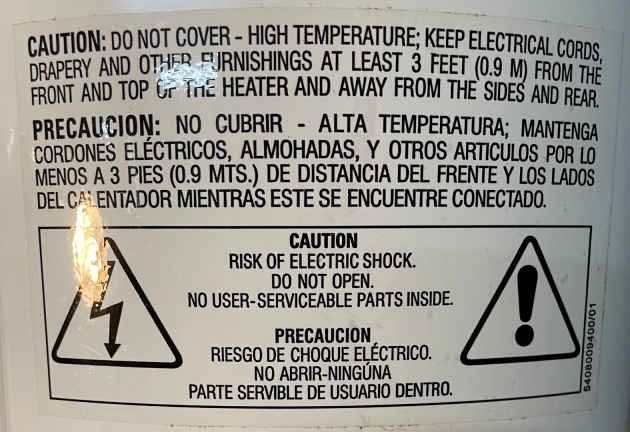 CAUTION: DO NOT COVER - HIGH TEMPERATURE; KEEP ELECTRICAL CORDS,
DRAPERY AND OTHER FURNISHINGS AT LEAST 3 FEET (0.9 M) FROM THE
FRONT AND TOP OF THE HEATER AND AWAY FROM THE SIDES AND REAR.
PRECAUCION: NO CUBRIR - ALTA TEMPERATURA; MANTENGA
CORDONES ELÉCTRICOS, ALMOHADAS, Y OTROS ARTICULOS POR LO
MENOS A 3 PIES (0.9 MTS.) DE DISTANCIA DEL FRENTE Y LOS LADOS
DEL CALENTADOR MIENTRAS ESTE SE ENCUENTRE CONECTADO.
CAUTION
RISK OF ELECTRIC SHOCK.
DO NOT OPEN.
NO USER-SERVICEABLE PARTS INSIDE.
PRECAUCION
RIESGO DE CHOQUE ELÉCTRICO.
NO ABRIR-NINGÚNA
PARTE SERVIBLE DE USUARIO DENTRO.
5408009400/01